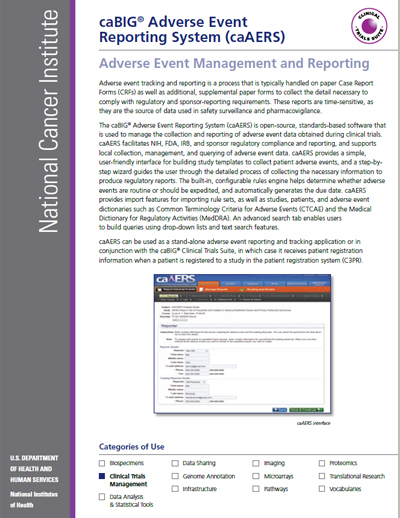 caBIG® Adverse Event
Reporting System (caAERS)
CLINICAL
TRIALS SUITE
National Cancer Institute
Adverse Event Management and Reporting
Adverse event tracking and reporting is a process that is typically handled on paper Case Report
Forms (CRFs) as well as additional, supplemental paper forms to collect the detail necessary to
comply with regulatory and sponsor-reporting requirements. These reports are time-sensitive, as
they are the source of data used in safety surveillance and pharmacovigilance.
The caBIG® Adverse Event Reporting System (caAERS) is open-source, standards-based software that
is used to manage the collection and reporting of adverse event data obtained during clinical trials.
caAERS facilitates NIH, FDA, IRB, and sponsor regulatory compliance and reporting, and supports
local collection, management, and querying of adverse event data. caAERS provides a simple,
user-friendly interface for building study templates to collect patient adverse events, and a step-by-
step wizard guides the user through the detailed process of collecting the necessary information to
produce regulatory reports. The built-in, configurable rules engine helps determine whether adverse
events are routine or should be expedited, and automatically generates the due date. caAERS
provides import features for importing rule sets, as well as studies, patients, and adverse event
dictionaries such as Common Terminology Criteria for Adverse Events (CTCAE) and the Medical
Dictionary for Regulatory Activities (MedDRA). An advanced search tab enables users
to build queries using drop-down lists and text search features.
caAERS can be used as a stand-alone adverse event reporting and tracking application or in
conjunction with the caBIG® Clinical Trials Suite, in which case it receives patient registration
information when a patient is registered to a study in the patient registration system (C3PR).
caAERS
Reporter
caAERS interface
Categories of Use
Biospecimens
Data Sharing
Imaging
Proteomics
Clinical Trials
Management
Genome Annotation
Microarrays
Translational Research
Infrastructure
Pathways
Vocabularies
Data Analysis
& Statistical Tools
U.S. DEPARTMENT
OF HEALTH AND
HUMAN SERVICES
National Institutes
of Health